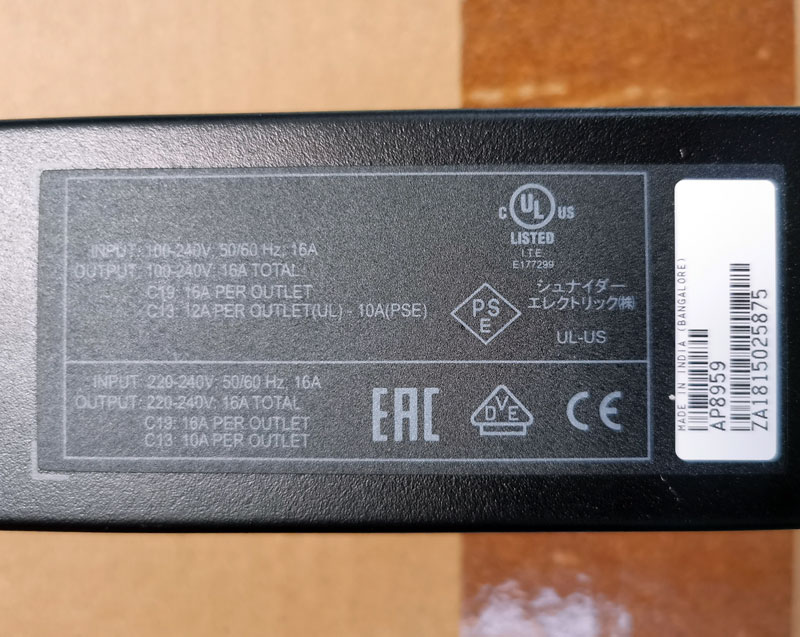 INPUT: 100-240V; 50/60 Hz; 16A
OUTPUT: 100-240V; 16A TOTAL
C19: 16A PER OUTLET
C13: 12A PER OUTLET(UL) - 10A(PSE)
C UL US
LISTED
I.T.E.
E177299
PSE
シュナイダー
エレクトリック㈱
UL-US
INPUT: 220-240V; 50/60 Hz; 16A
OUTPUT: 220-240V; 16A TOTAL
C19: 16A PER OUTLET
C13: 10A PER OUTLET
EAC
DVE
CE
MADE IN INDIA (BANGALORE)
AP8959
ZA1815025875